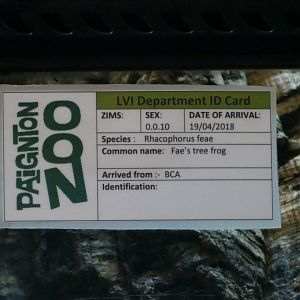 PAIGNTON
ZOO
LVI Department ID Card
ZIMS:
SEX:
0.0.10
DATE OF ARRIVAL:
19/04/2018
Species : Rhacophorus feae
Common name: Fae's tree frog
Arrived from :- BCA
Identification: